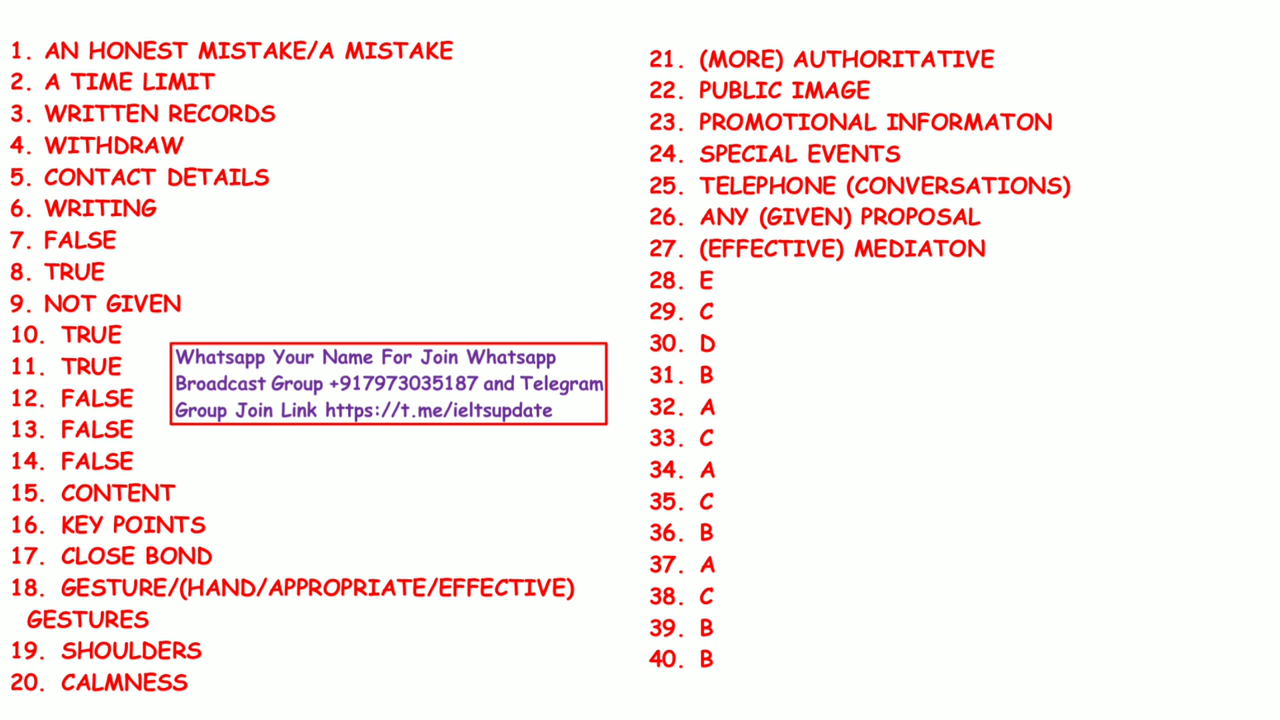 1. AN HONEST MISTAKE/A MISTAKE
2. A TIME LIMIT
3. WRITTEN RECORDS
4. WITHDRAW
5. CONTACT DETAILS
6. WRITING
7. FALSE
8. TRUE
9. NOT GIVEN
10. TRUE
11. TRUE
12. FALSE
13. FALSE
14. FALSE
15. CONTENT
16. KEY POINTS
17. CLOSE BOND
18. GESTURE/(HAND/APPROPRIATE/EFFECTIVE)
GESTURES
19. SHOULDERS
20. CALMNESS
Whatsapp Your Name For Join Whatsapp
Broadcast Group +917973035187 and Telegram
Group Join Link https://t.me/ieltsupdate
21. (MORE) AUTHORITATIVE
22. PUBLIC IMAGE
23. PROMOTIONAL INFORMATON
24. SPECIAL EVENTS
25. TELEPHONE (CONVERSATIONS)
26. ANY (GIVEN) PROPOSAL
27. (EFFECTIVE) MEDIATON
28. E
29. C
30. D
31. B
32. A
33. C
34. A
35. C
36. B
37. A
38. C
39. B
40. B